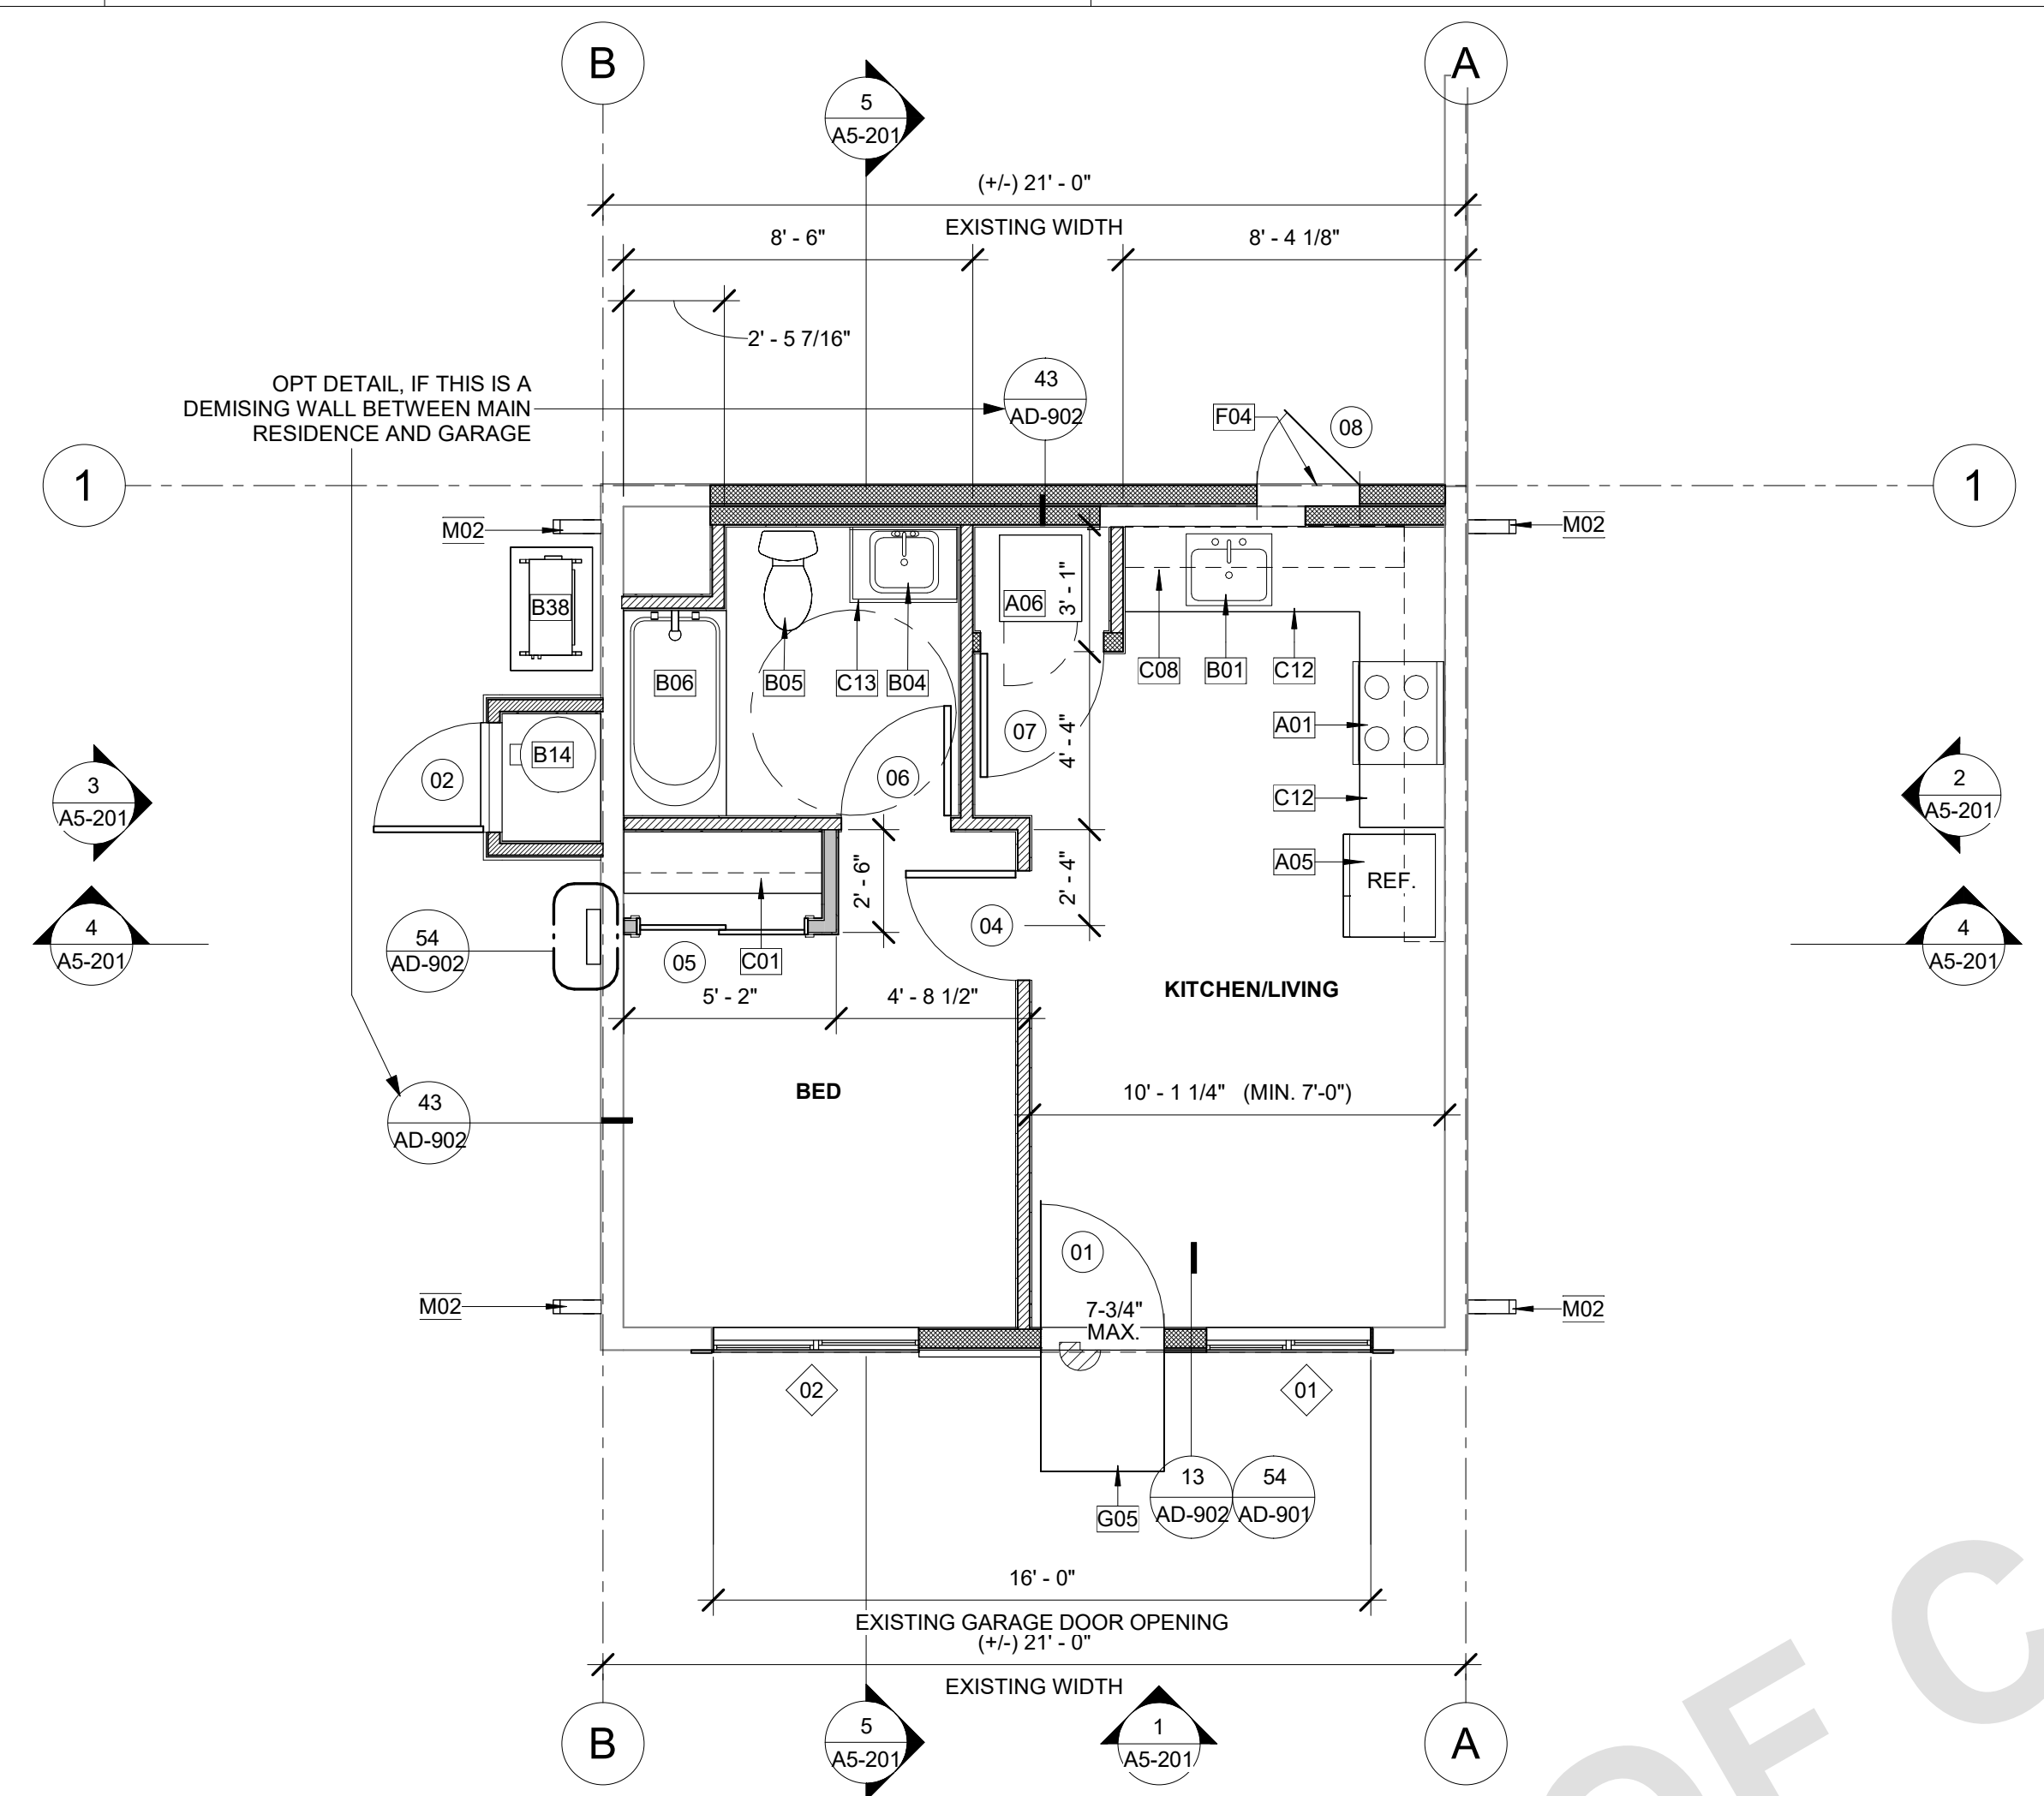 B
A
5
A5-201
(+/-) 21' - 0"
EXISTING WIDTH
8' - 6"
8' - 4 1/8"
2' - 5 7/16"
OPT DETAIL, IF THIS IS A
DEMISING WALL BETWEEN MAIN
RESIDENCE AND GARAGE
43
AD-902
F04
08
1
1
M02
M02
B38
A06
3' - 1"
B06
B05
C13
B04
C08
B01
C12
A01
07
4' - 4"
B14
02
06
3
A5-201
2
A5-201
C12
A05
REF.
2' - 6"
2' - 4"
04
4
A5-201
54
AD-902
05
C01
4
A5-201
5' - 2"
4' - 8 1/2"
KITCHEN/LIVING
BED
10' - 1 1/4" (MIN. 7'-0")
43
AD-902
01
M02
7-3/4"
MAX.
M02
02
01
13
AD-902
54
AD-901
G05
16' - 0"
EXISTING GARAGE DOOR OPENING
(+/-) 21' - 0"
EXISTING WIDTH
B
5
A5-201
1
A5-201
A
OF C